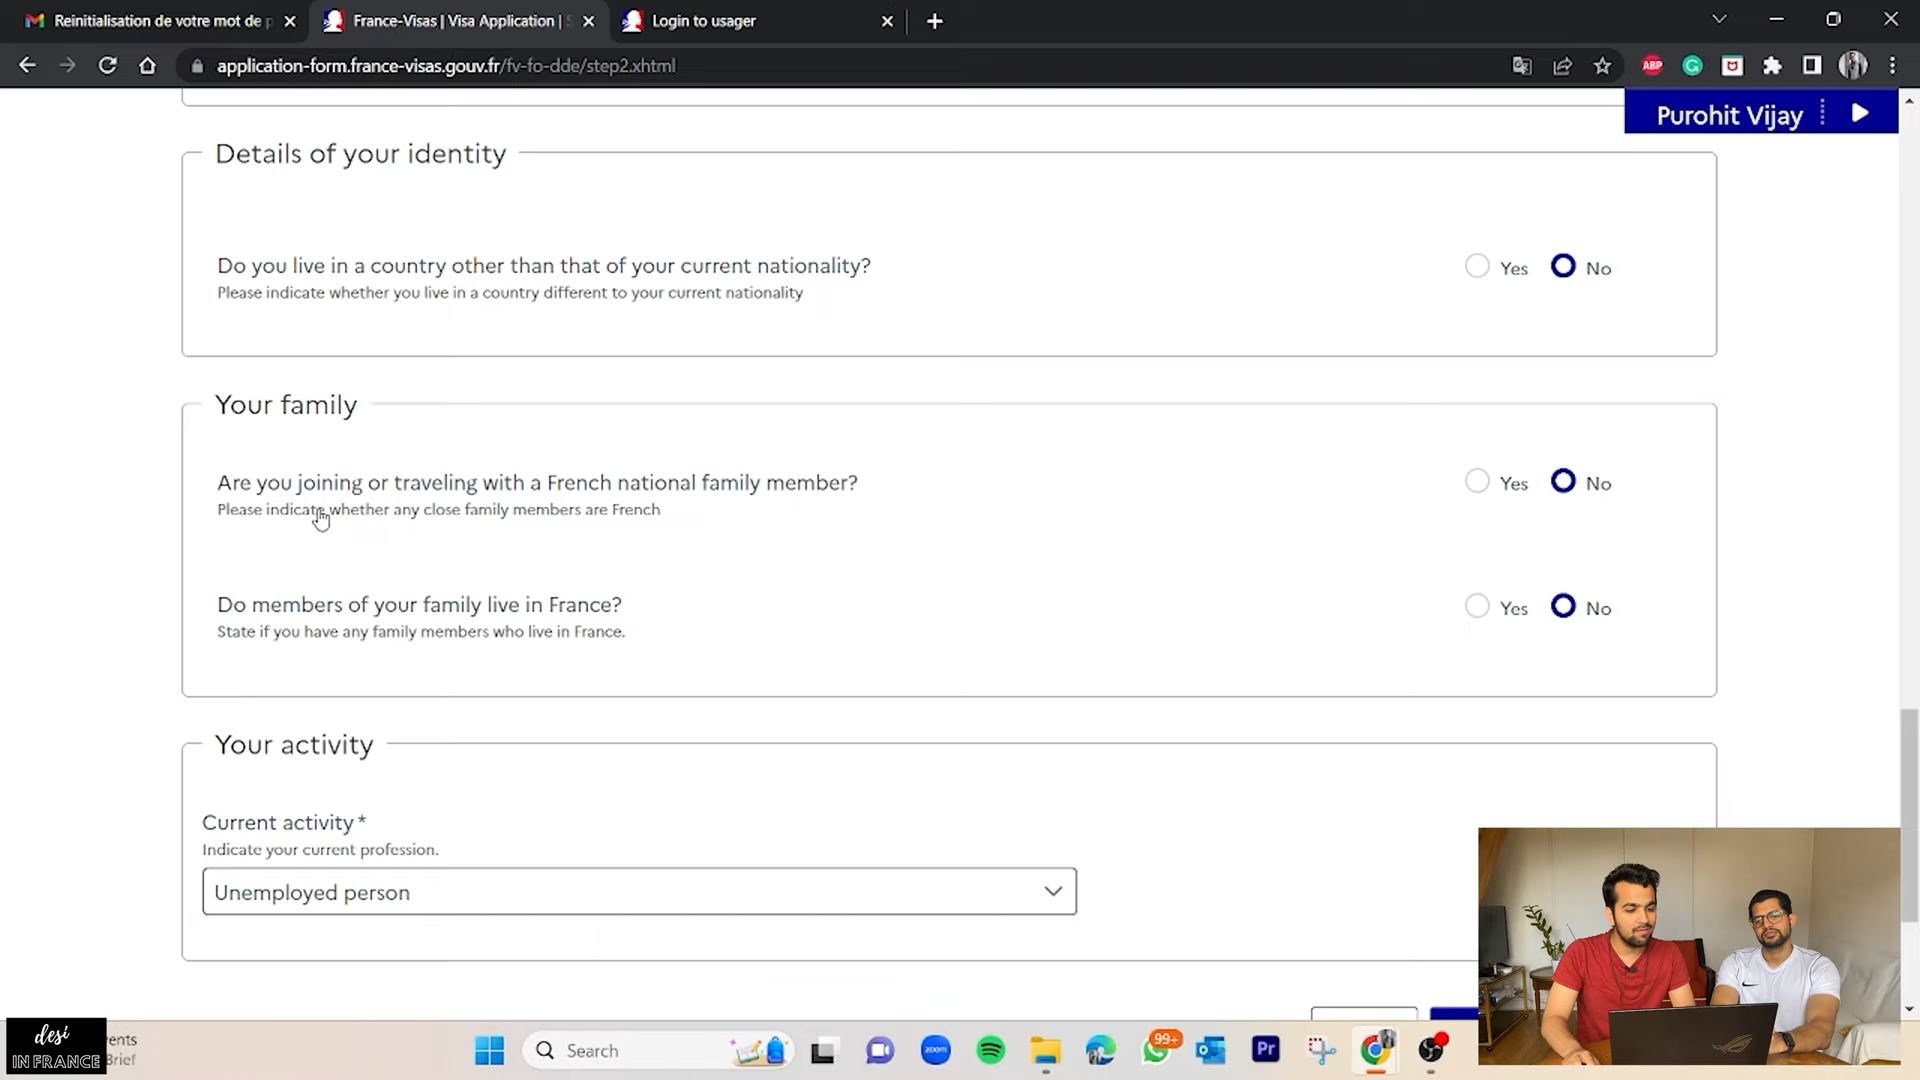 Reinitialisation de votre mot de p
France-Visas | Visa Application | S
Login to usager
application-form.france-visas.gouv.fr/fv-fo-dde/step2.xhtml
ABP
Purohit Vijay
Details of your identity
Do you live in a country other than that of your current nationality?
Yes
No
Please indicate whether you live in a country different to your current nationality
Your family
Are you joining or traveling with a French national family member?
Yes
No
Please indicate whether any close family members are French
Do members of your family live in France?
Yes
No
State if you have any family members who live in France.
Your activity
Current activity *
Indicate your current profession.
Unemployed person
desi
IN FRANCE
ents
Brief
Search
zoom
99+
Pr